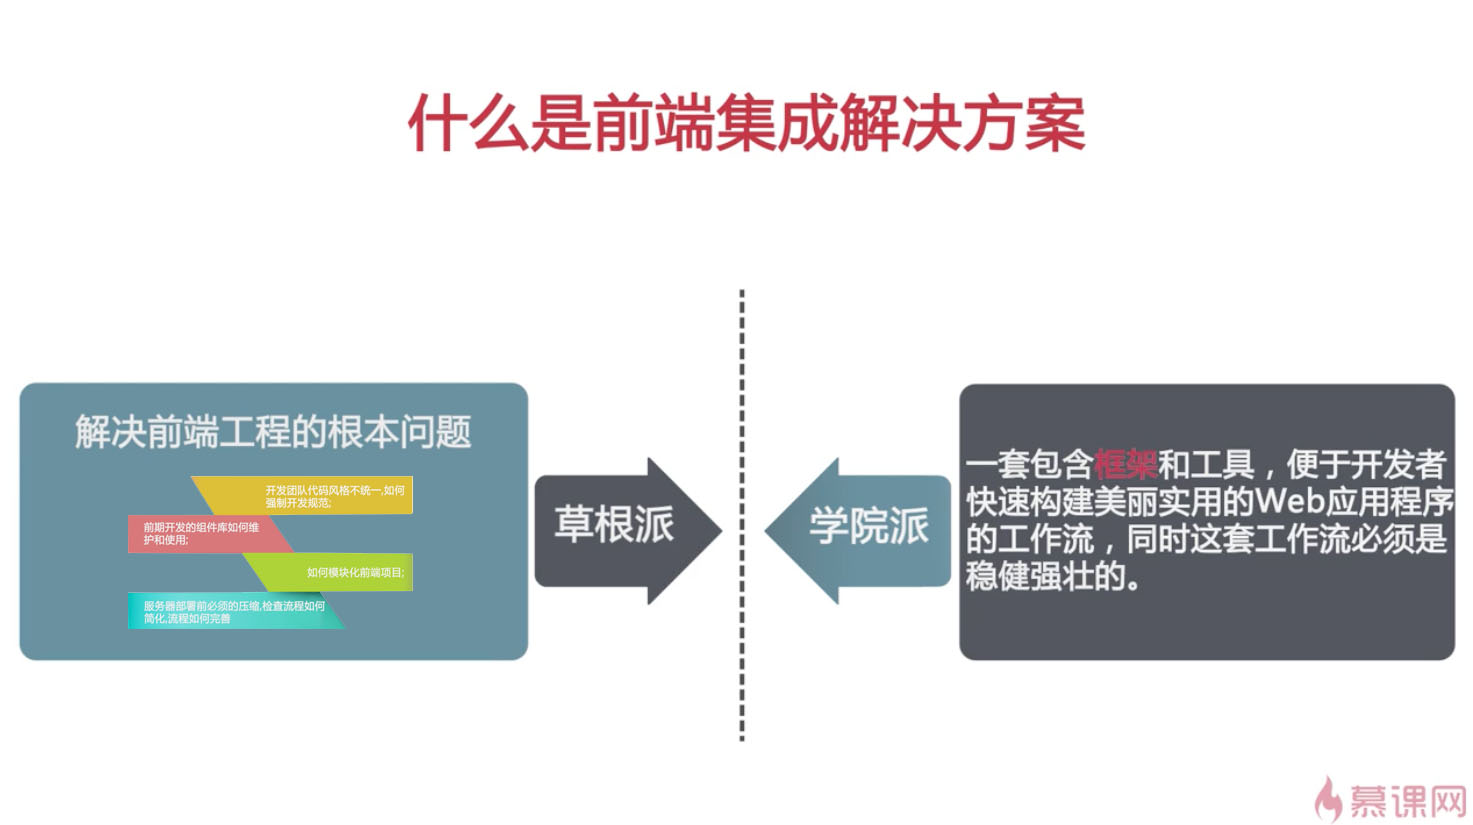 什么是前端集成解决方案
解决前端工程的根本问题
开发团队代码风格不统一,如何
强制开发规范;
前期开发的组件库如何维
护和使用;
如何模块化前端项目;
服务器部署前必须的压缩,检查流程如何
简化,流程如何完善
草根派
学院派
一套包含框架和工具，便于开发者
快速构建美丽实用的Web应用程序
的工作流，同时这套工作流必须是
稳健强壮的。
慕课网